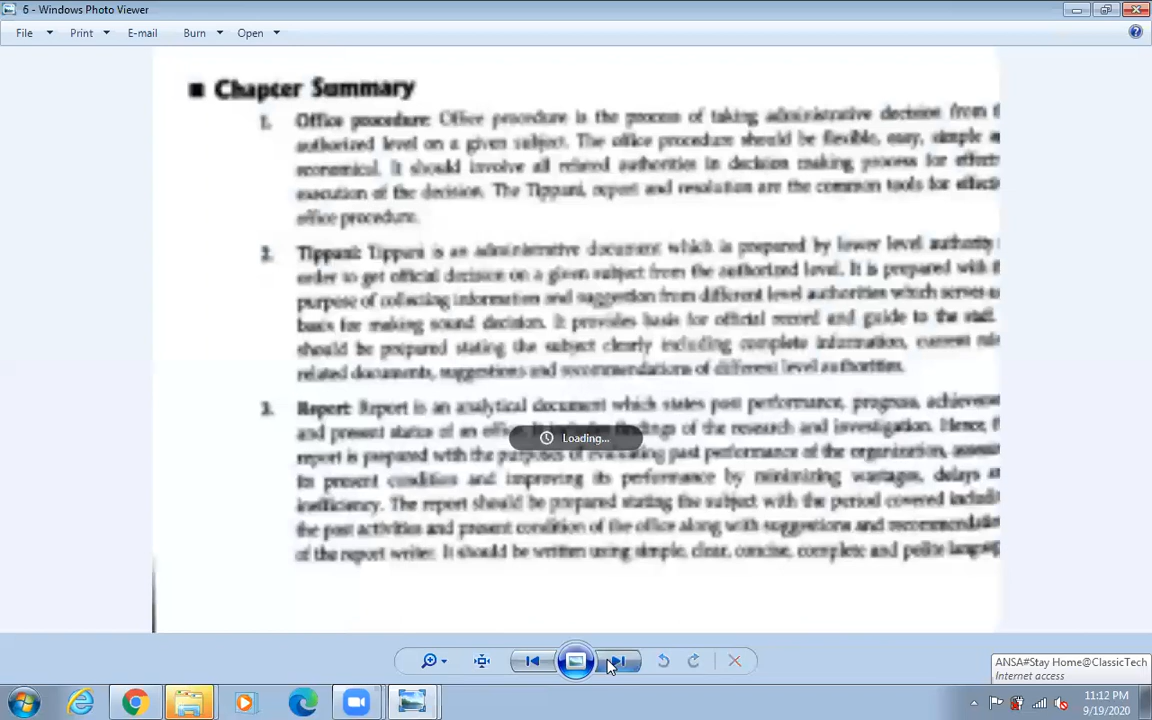 6 - Windows Photo Viewer
File Print E-mail Burn Open
Chapter Summary
1. Office procedure: Office procedure is the process of taking administrative decision from
authorized level on a given subject. The office procedure should be flexible, easy, simple
economical. It should involve all related authorities in decision making process for
execution of the decision. The Tippani, report and resolution are the common tools for
office procedure.
2. Tippani: Tippani is an administrative document which is prepared by lower level authority
order to get official decision on a given subject from the authorized level. It is prepared with
purpose of collecting information and suggestion from different level authorities which serves
basis for making sound decision. It provides basis for official record and guide to the staff.
should be prepared stating the subject clearly including complete information, current
related documents, suggestions and recommendations of different level authorities.
3. Report: Report is an analytical document which states past performance, progress,
and present status of an office. It includes findings of the research and investigation. Hence,
Loading...
report is prepared with the purposes of evaluating past performance of the organization,
its present condition and improving its performance by minimizing wastages, delays
inefficiency. The report should be prepared stating the subject with the period covered
the past activities and present condition of the office along with suggestions and
of the report writer. It should be written using simple, clear, concise, complete and polite
ANSA#Stay Home@ClassicTech
Internet access
11:12 PM
9/19/2020